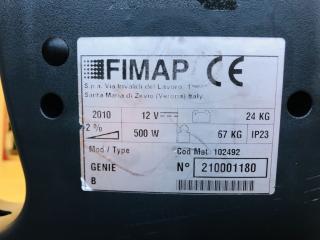 FIMAP CE
S.p.a. Via Invalidi del Lavoro, 1
Santa Maria di Zevio (Verona) Italy.
2010 12 V 24 KG
2 % 500 W 67 KG IP23
Mod / Type Cod Mat: 102492
GENIE N° 210001180
B